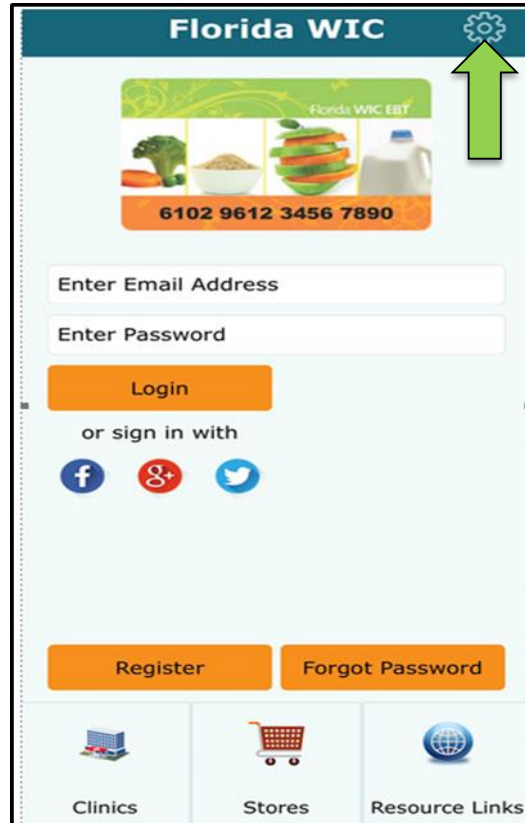 Florida WIC
Florida WIC EBT
6102 9612 3456 7890
Enter Email Address
Enter Password
Login
or sign in with
f 8+
Register Forgot Password
Clinics Stores Resource Links